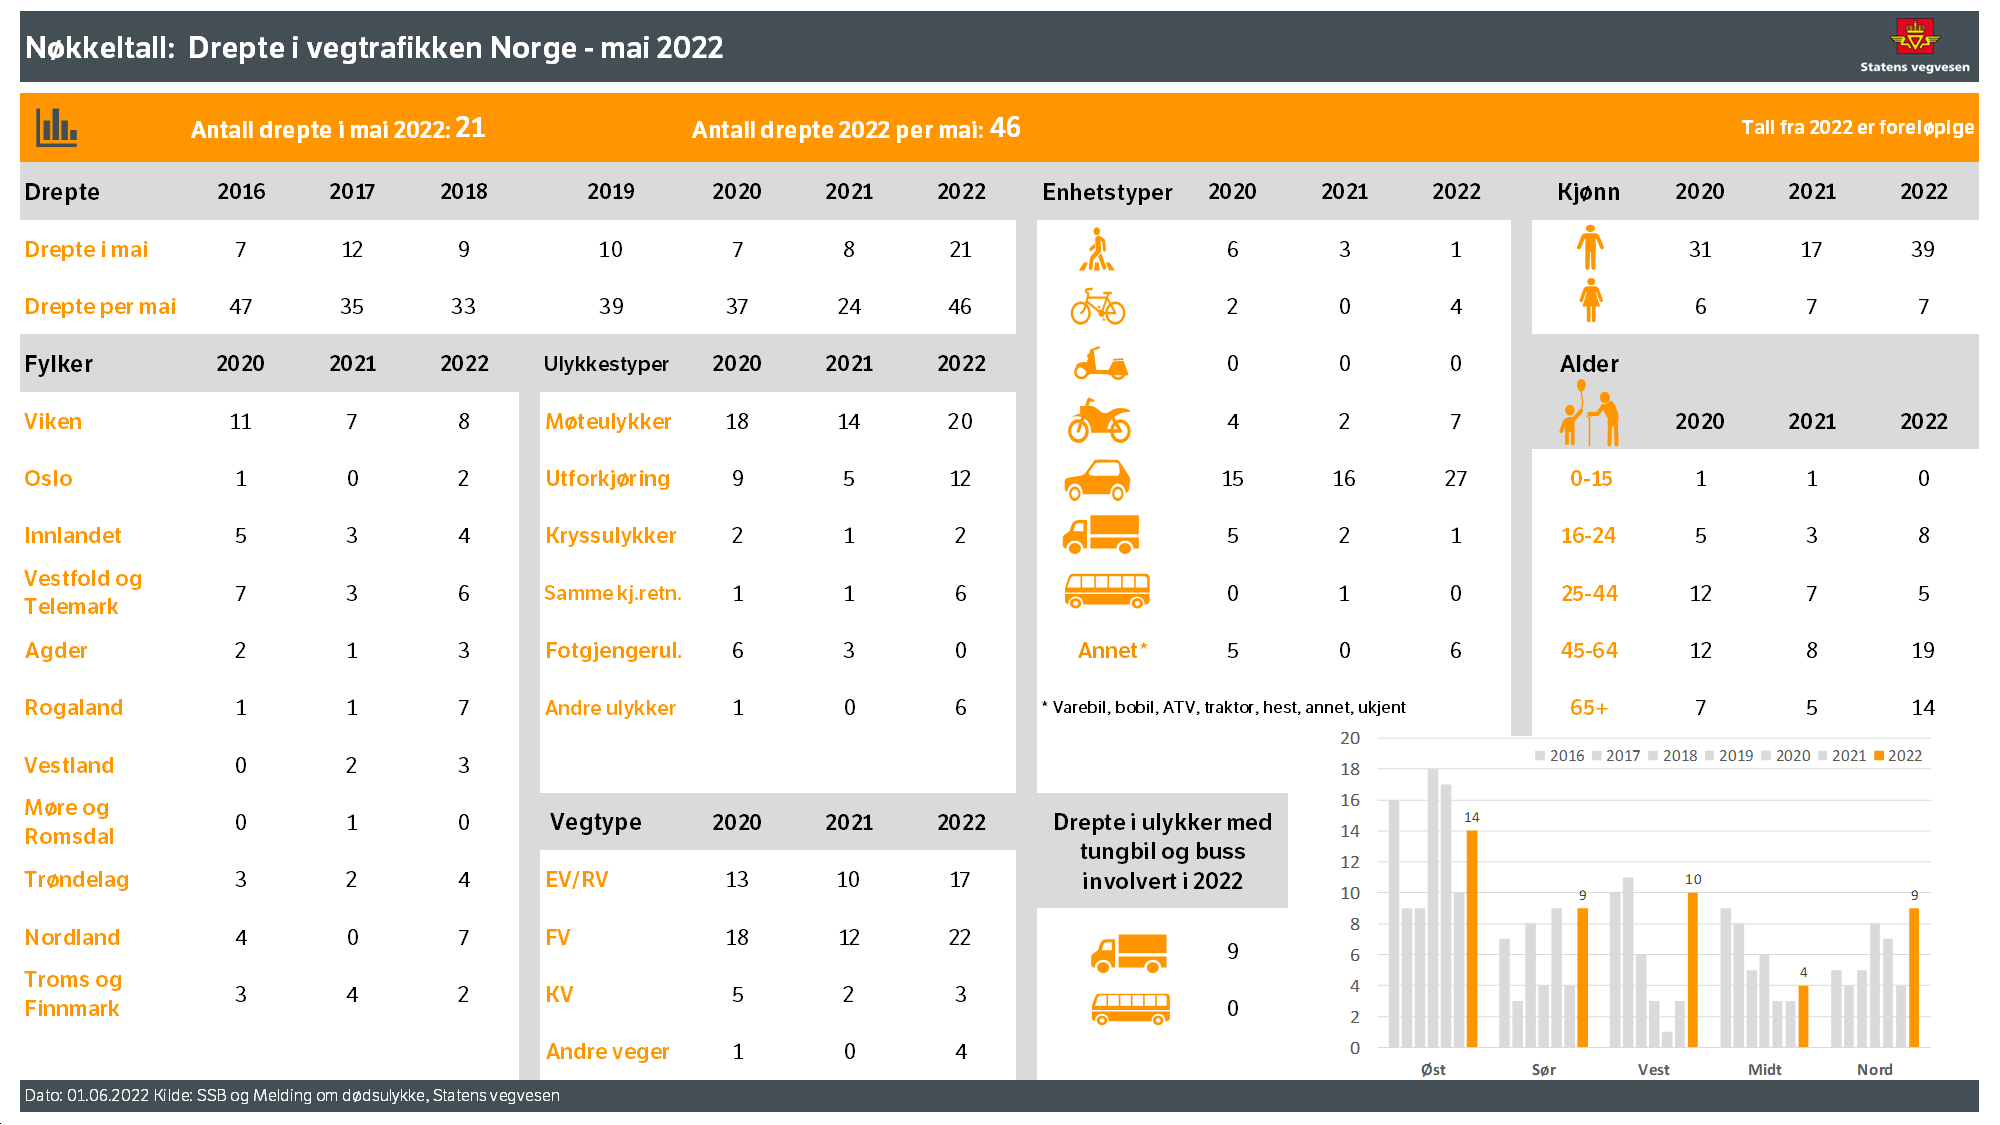 Nøkkeltall: Drepte i vegtrafikken Norge - mai 2022
Statens vegvesen
Antall drepte i mai 2022: 21
Antall drepte 2022 per mai: 46
Tall fra 2022 er foreløpige
Drepte 2016 2017 2018 2019 2020 2021 2022
Drepte i mai 7 12 9 10 7 8 21
Drepte per mai 47 35 33 39 37 24 46
Fylker 2020 2021 2022
Viken 11 7 8
Oslo 1 0 2
Innlandet 5 3 4
Vestfold og
Telemark 7 3 6
Agder 2 1 3
Rogaland 1 1 7
Vestland 0 2 3
Møre og
Romsdal 0 1 0
Trøndelag 3 2 4
Nordland 4 0 7
Troms og
Finnmark 3 4 2
Ulykkestyper 2020 2021 2022
Møteulykker 18 14 20
Utforkjøring 9 5 12
Kryssulykker 2 1 2
Samme kj.retn. 1 1 6
Fotgjengerul. 6 3 0
Andre ulykker 1 0 6
Vegtype 2020 2021 2022
EV/RV 13 10 17
FV 18 12 22
KV 5 2 3
Andre veger 1 0 4
Enhetstyper 2020 2021 2022
6 3 1
2 0 4
0 0 0
4 2 7
15 16 27
5 2 1
0 1 0
Annet* 5 0 6
* Varebil, bobil, ATV, traktor, hest, annet, ukjent
Drepte i ulykker med
tungbil og buss
involvert i 2022
9
0
Kjønn 2020 2021 2022
31 17 39
6 7 7
Alder
2020 2021 2022
0-15 1 1 0
16-24 5 3 8
25-44 12 7 5
45-64 12 8 19
65+ 7 5 14
2016 2017 2018 2019 2020 2021 2022
20
18
16
14
12
10
8
6
4
2
0
14
9
10
4
9
Øst Sør Vest Midt Nord
Dato: 01.06.2022 Kilde: SSB og Melding om dødsulykke, Statens vegvesen